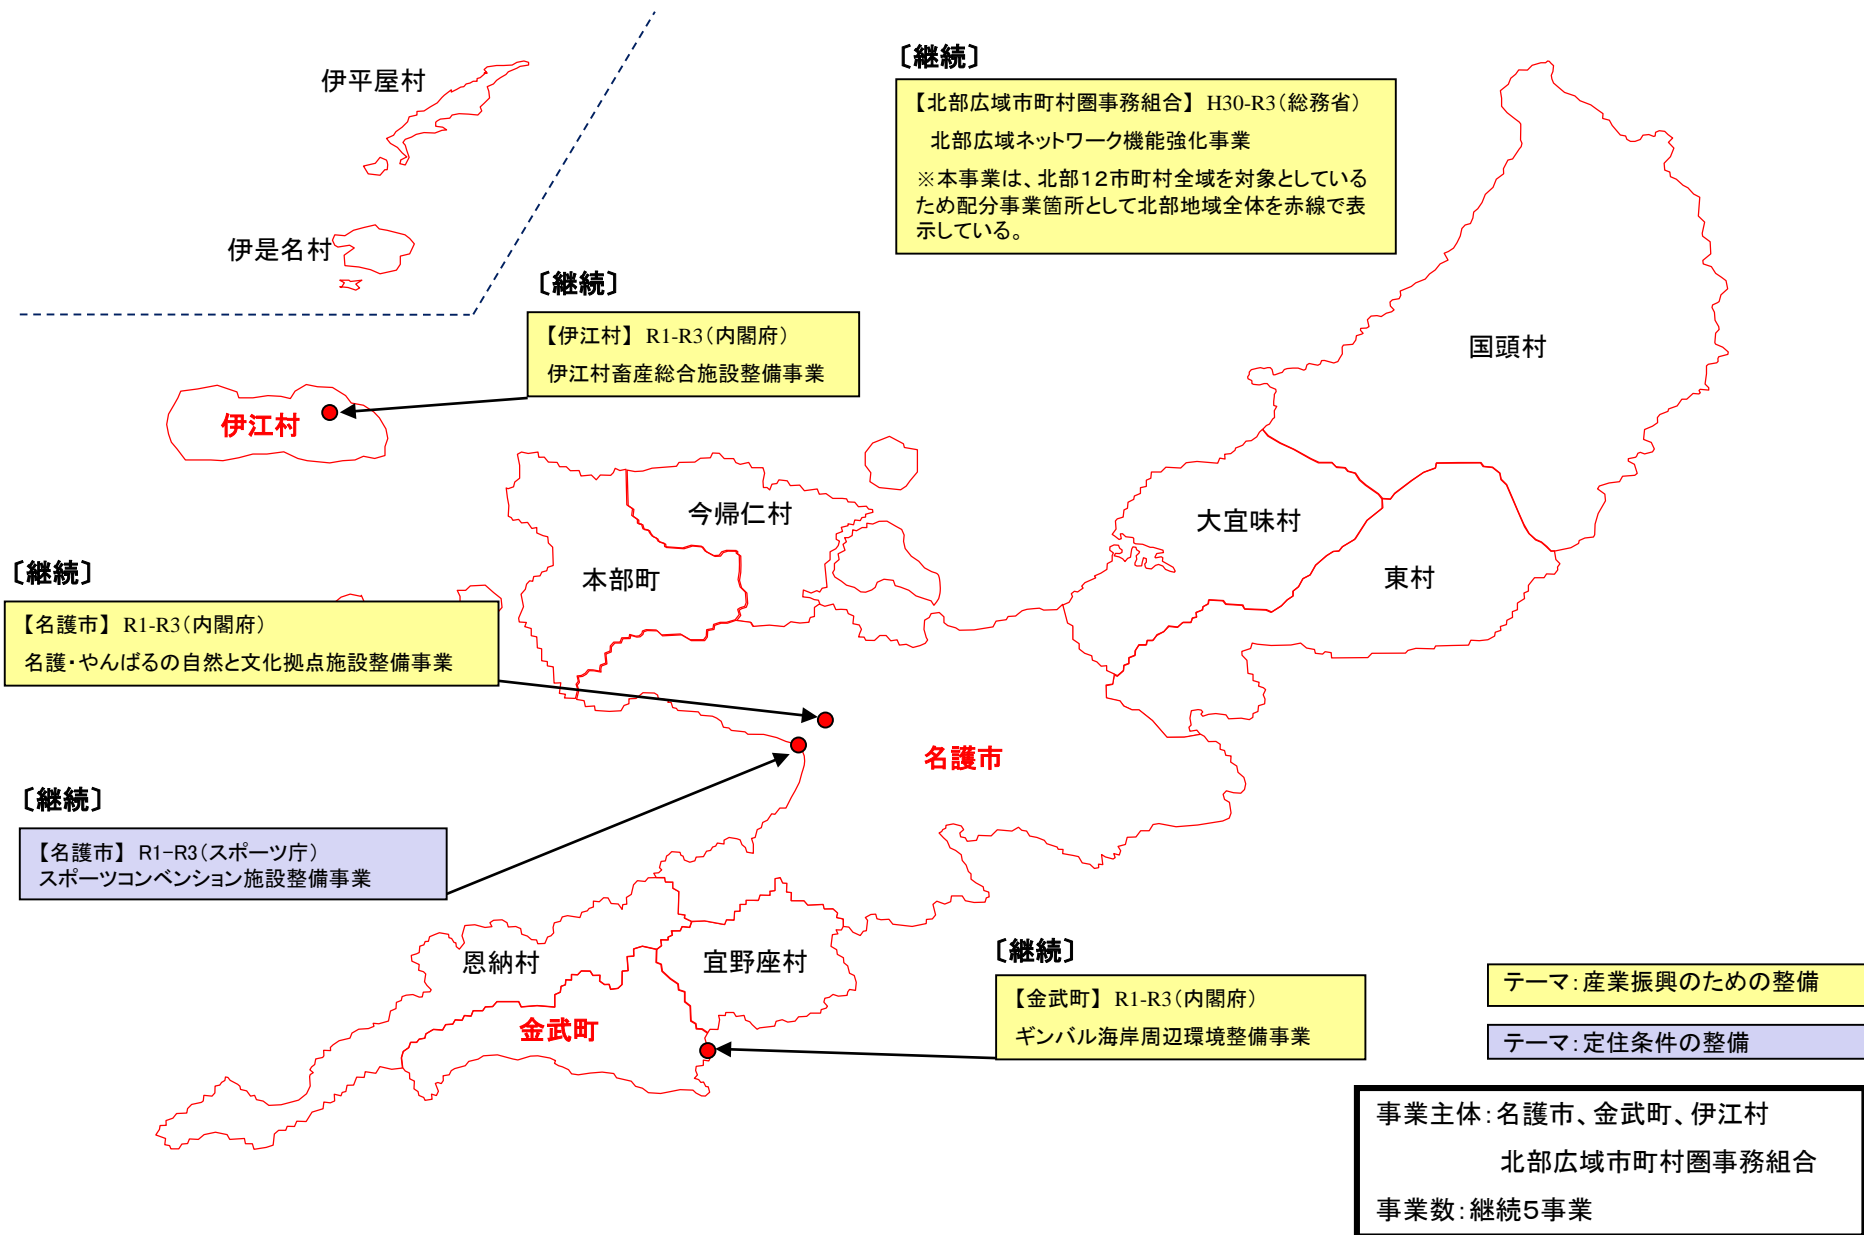 伊平屋村
伊是名村
〔継続〕
【北部広域市町村圏事務組合】 H30-R3(総務省)
北部広域ネットワーク機能強化事業
※本事業は、北部12市町村全域を対象としている
ため配分事業箇所として北部地域全体を赤線で表
示している。
〔継続〕
【伊江村】 R1-R3(内閣府)
伊江村畜産総合施設整備事業
伊江村
国頭村
大宜味村
東村
今帰仁村
本部町
〔継続〕
【名護市】 R1-R3(内閣府)
名護・やんばるの自然と文化拠点施設整備事業
名護市
〔継続〕
【名護市】 R1-R3(スポーツ庁)
スポーツコンベンション施設整備事業
恩納村
宜野座村
金武町
〔継続〕
【金武町】 R1-R3(内閣府)
ギンバル海岸周辺環境整備事業
テーマ:産業振興のための整備
テーマ:定住条件の整備
事業主体:名護市、金武町、伊江村
北部広域市町村圏事務組合
事業数:継続5事業